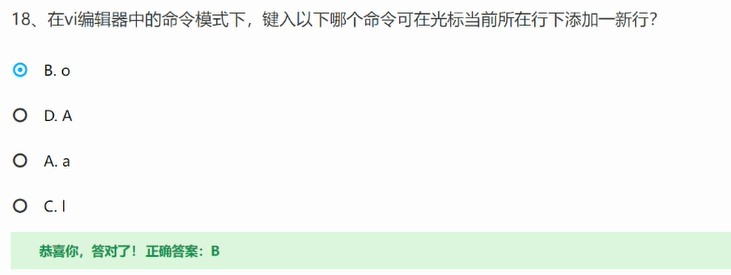 18、在vi编辑器中的命令模式下，键入以下哪个命令可在光标当前所在行下添加一新行？
B. o
D. A
A. a
C. l
恭喜你，答对了！正确答案：B